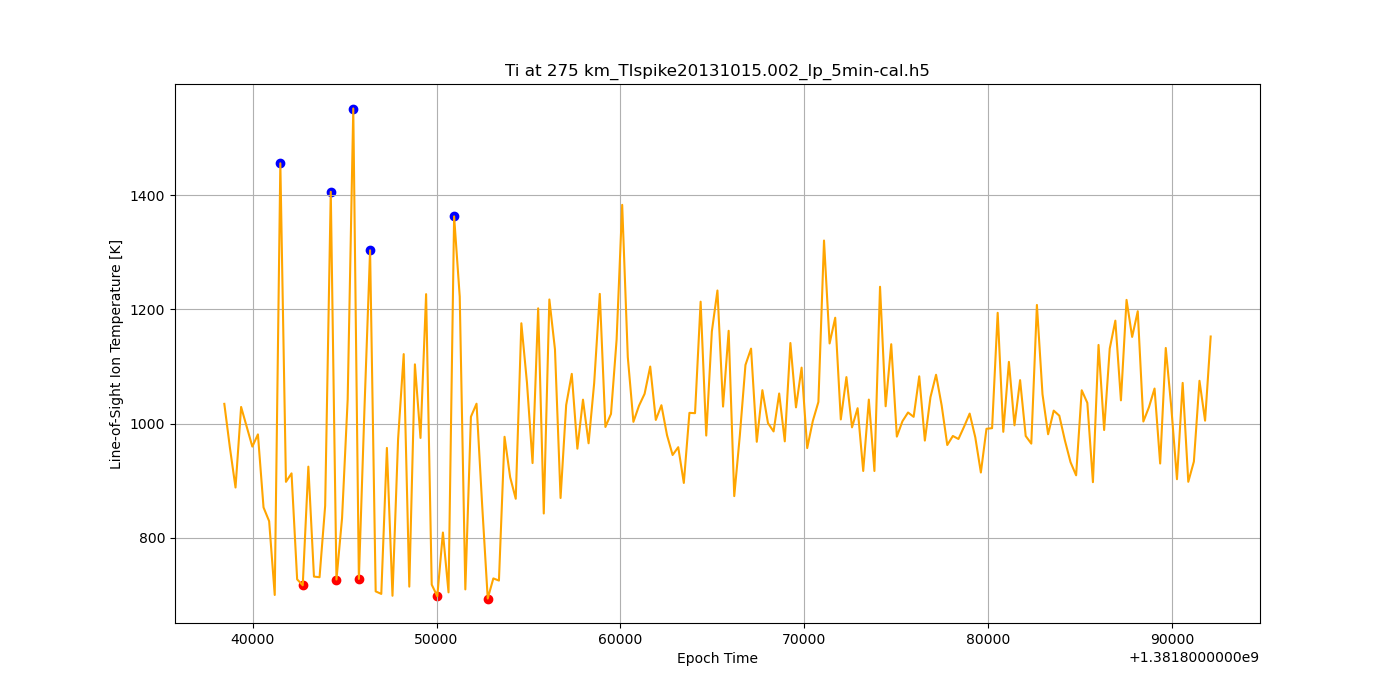 Ti at 275 km_TIspike20131015.002_lp_5min-cal.h5
Line-of-Sight Ion Temperature [K]
1400
1200
1000
800
40000 50000 60000 70000 80000 90000
Epoch Time
+1.3818000000e9